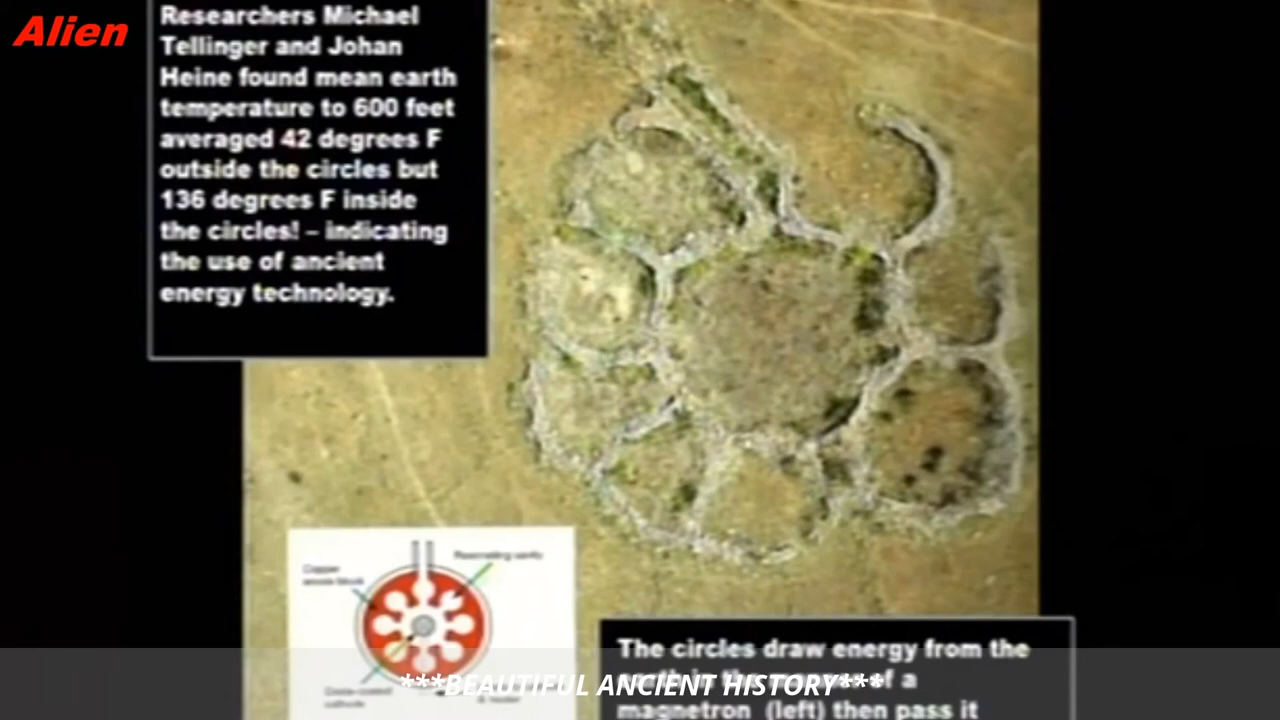 Alien
Researchers Michael
Tellinger and Johan
Heine found mean earth
temperature to 600 feet
averaged 42 degrees F
outside the circles but
136 degrees F inside
the circles! – indicating
the use of ancient
energy technology.
Resonating cavity
Copper
anode block
cathode
The circles draw energy from the
of a
magnetron (left) then pass it
***BEAUTIFUL ANCIENT HISTORY***